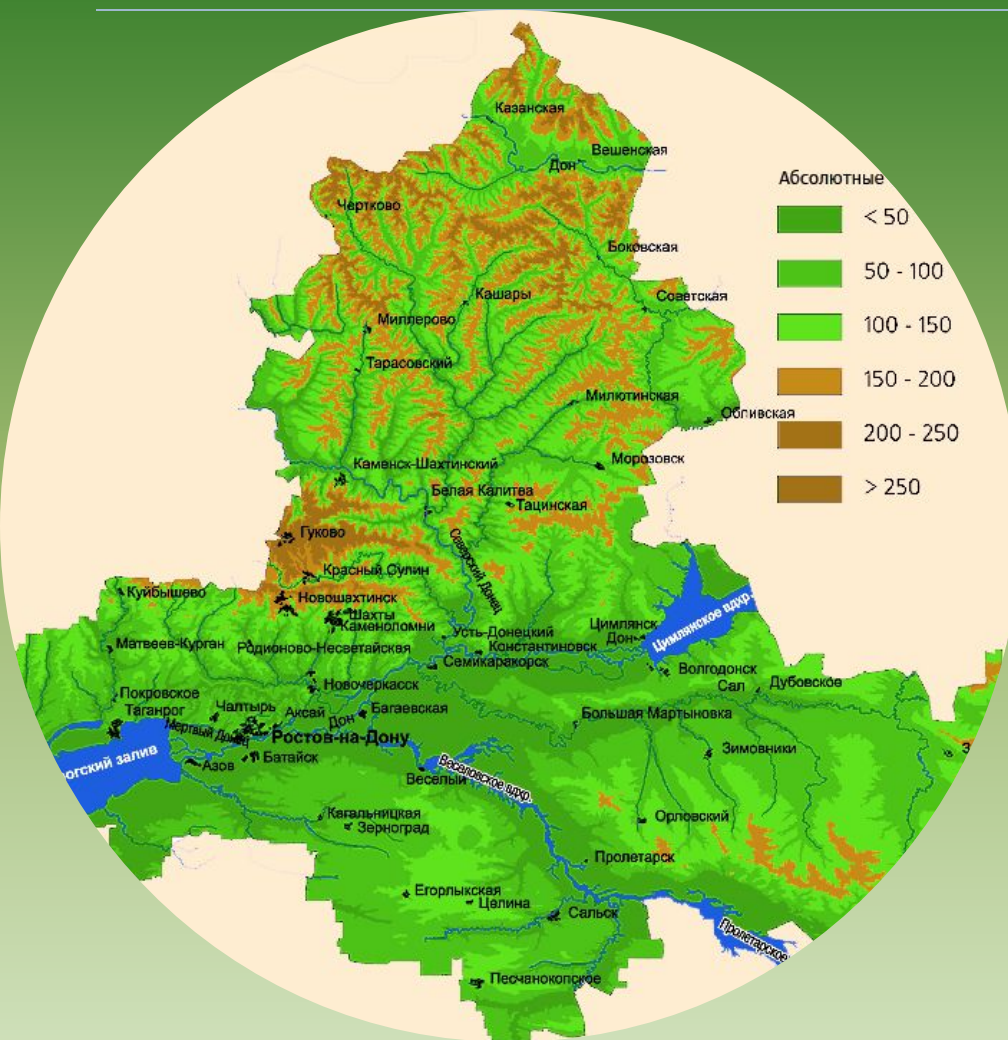 Казанская
Вешенская
Дон
Абсолютные
Чертково
< 50
Боковская
50 - 100
Кашары
Советская
Миллерово
100 - 150
Тарасовский
150 - 200
Милютинская
Обливская
200 - 250
Морозовск
Каменск-Шахтинский
> 250
Белая Калитва
Тацинская
Гуково
Северский Донец
Красный Сулин
Куйбышево
Новошахтинск
Шахты
Каменоломни
Цимлянск
Цимлянское вдхр.
Усть-Донецкий
Дон
Матвеев-Курган
Родионово-Несветайская
Константиновск
Семикаракорск
Волгодонск
Новочеркасск
Сал
Дубовское
Покровское
Таганрог
Чалтырь
Аксай
Дон
Багаевская
Большая Мартыновка
Мертвый Донец
Ростов-на-Дону
Зимовники
З
огский залив
Азов
Батайск
Веселый
Веселовское вдхр.
Кагальницкая
Зерноград
Орловский
Пролетарск
Егорлыкская
Целина
Сальск
Пролетарское
Песчанокопское